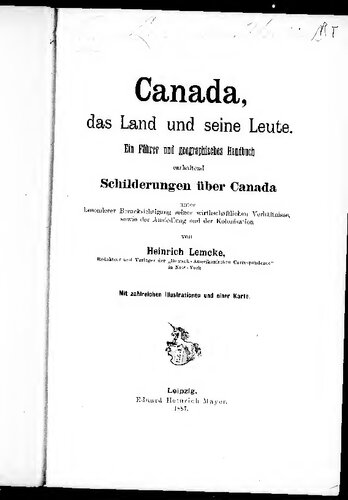 Canada,
das Land und seine Leute.
Ein Führer und geographisches Handbuch
enthaltend
Schilderungen über Canada
unter
besonderer Berücksichtigung seiner wirthschaftlichen Verhältnisse,
sowie der Ansiedlung und der Kolonisation
von
Heinrich Lemcke,
Redakteur und Verleger der „Deutsch-Amerikanischen Correspondenz“
in New-York
Mit zahlreichen Illustrationen und einer Karte.
Leipzig.
Eduard Heinrich Mayer.
1887.